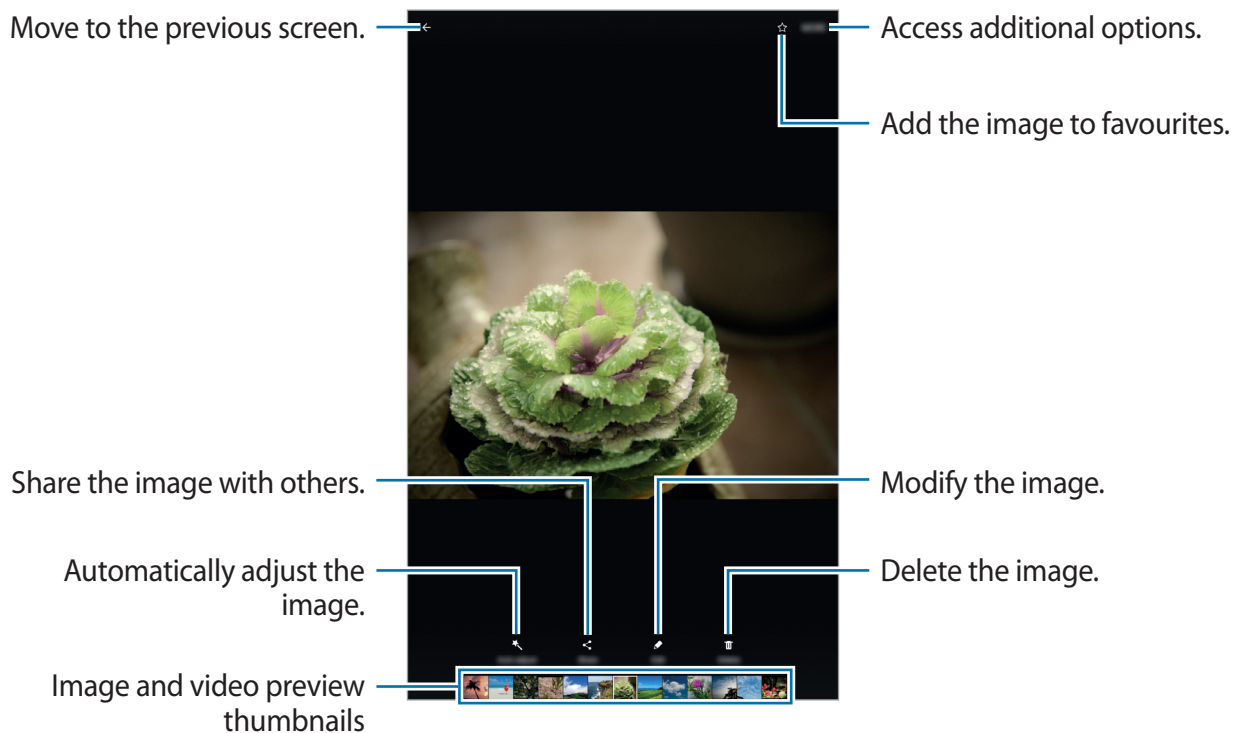 Move to the previous screen.
Access additional options.
Add the image to favourites.
Share the image with others.
Modify the image.
Automatically adjust the
image.
Delete the image.
Image and video preview
thumbnails